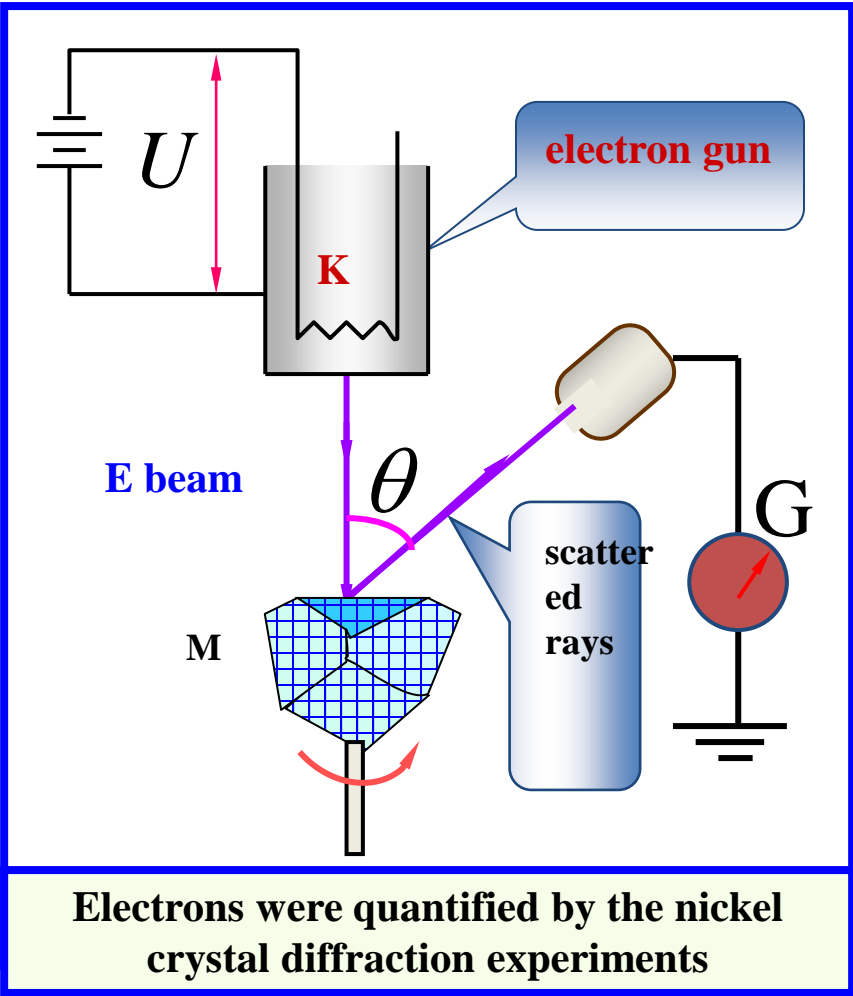 U
electron gun
K
E beam
θ
G
scatter
ed
rays
M
Electrons were quantified by the nickel
crystal diffraction experiments